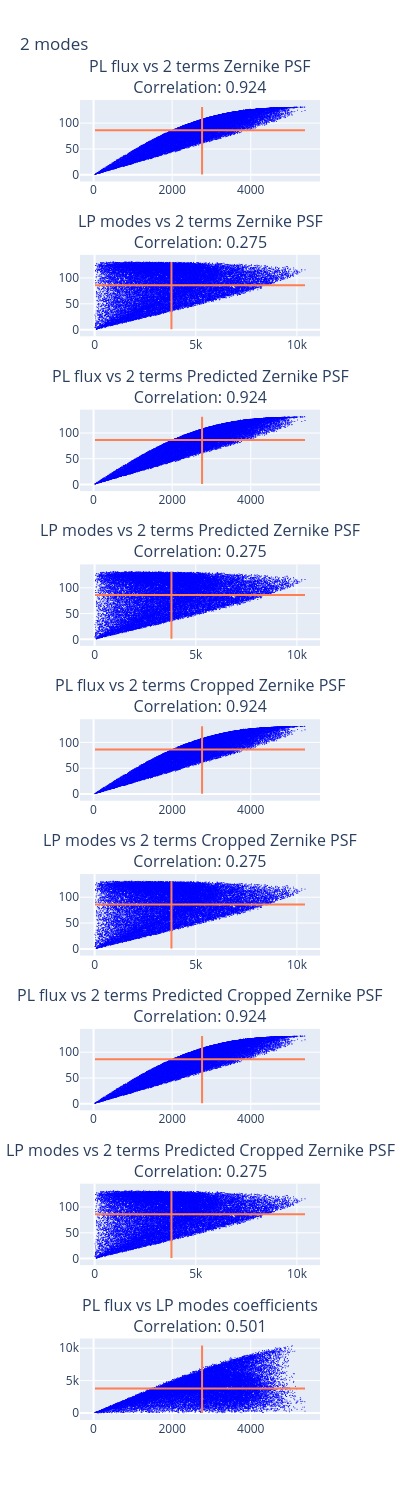 2 modes
PL flux vs 2 terms Zernike PSF
Correlation: 0.924
100
50
0
0 2000 4000
LP modes vs 2 terms Zernike PSF
Correlation: 0.275
100
50
0
0 5k 10k
PL flux vs 2 terms Predicted Zernike PSF
Correlation: 0.924
100
50
0
0 2000 4000
LP modes vs 2 terms Predicted Zernike PSF
Correlation: 0.275
100
50
0
0 5k 10k
PL flux vs 2 terms Cropped Zernike PSF
Correlation: 0.924
100
50
0
0 2000 4000
LP modes vs 2 terms Cropped Zernike PSF
Correlation: 0.275
100
50
0
0 5k 10k
PL flux vs 2 terms Predicted Cropped Zernike PSF
Correlation: 0.924
100
50
0
0 2000 4000
LP modes vs 2 terms Predicted Cropped Zernike PSF
Correlation: 0.275
100
50
0
0 5k 10k
PL flux vs LP modes coefficients
Correlation: 0.501
10k
5k
0
0 2000 4000